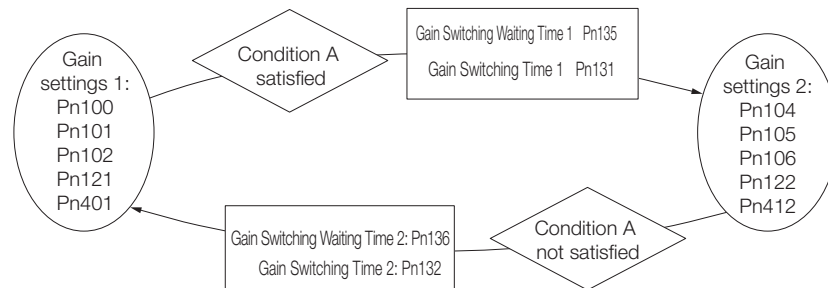 Gain
settings 1:
Pn100
Pn101
Pn102
Pn121
Pn401
Condition A
satisfied
Gain Switching Waiting Time 1 Pn135
Gain Switching Time 1 Pn131
Gain
settings 2:
Pn104
Pn105
Pn106
Pn122
Pn412
Condition A
not satisfied
Gain Switching Waiting Time 2: Pn136
Gain Switching Time 2: Pn132